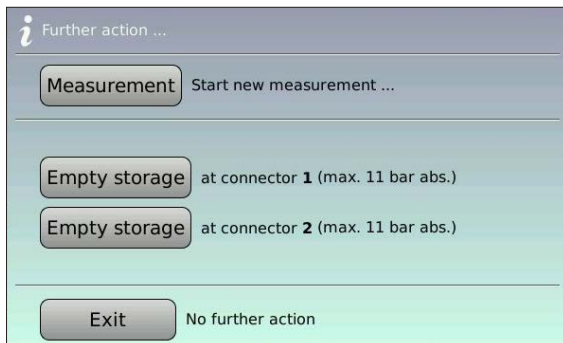 i Further action ...
Measurement Start new measurement ...
Empty storage at connector 1 (max. 11 bar abs.)
Empty storage at connector 2 (max. 11 bar abs.)
Exit No further action